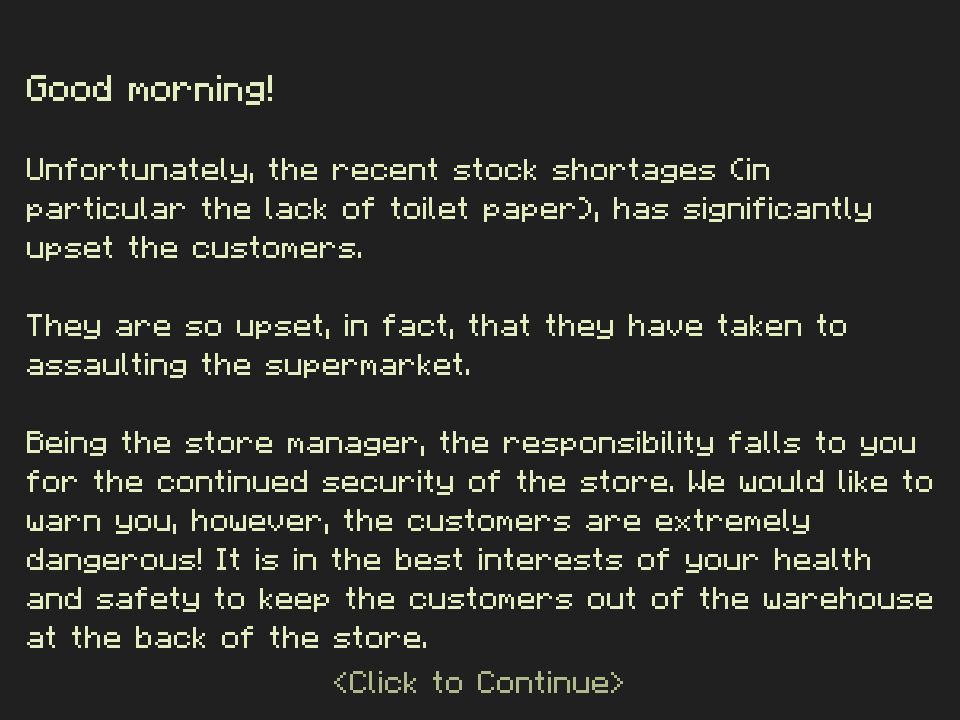 Good morning!
Unfortunately, the recent stock shortages (in
particular the lack of toilet paper), has significantly
upset the customers.
They are so upset, in fact, that they have taken to
assaulting the supermarket.
Being the store manager, the responsibility falls to you
for the continued security of the store. We would like to
warn you, however, the customers are extremely
dangerous! It is in the best interests of your health
and safety to keep the customers out of the warehouse
at the back of the store.
<Click to Continue>